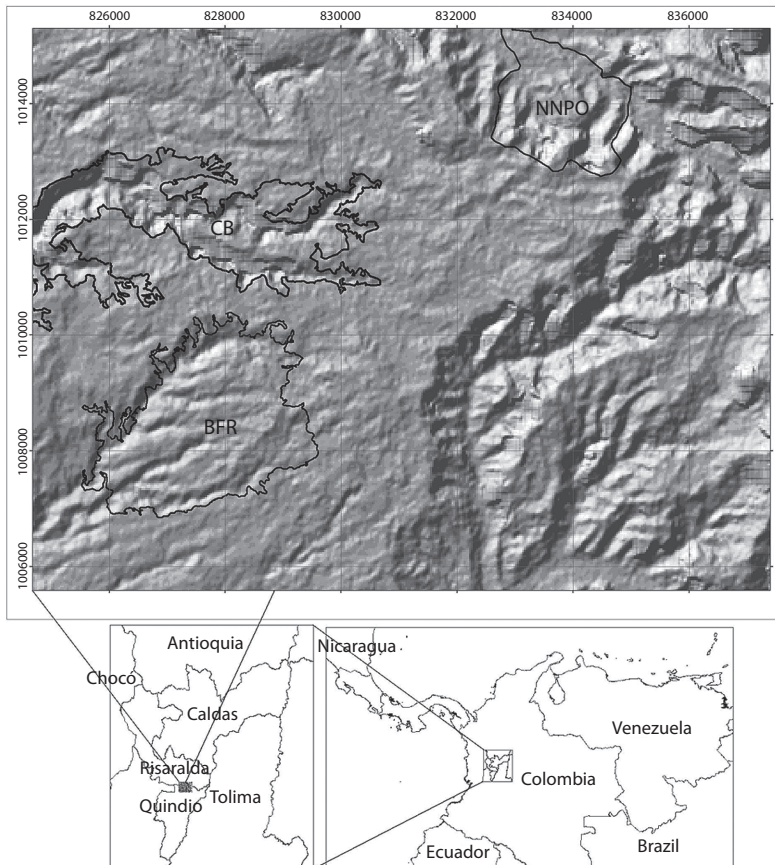 826000 828000 830000 832000 834000 836000
1014000
NNPO
1012000
CB
1010000
BFR
1008000
1006000
Antioquia
Nicaragua
Chocó
Caldas
Venezuela
Risaralda
Colombia
Quindio
Tolima
Ecuador
Brazil